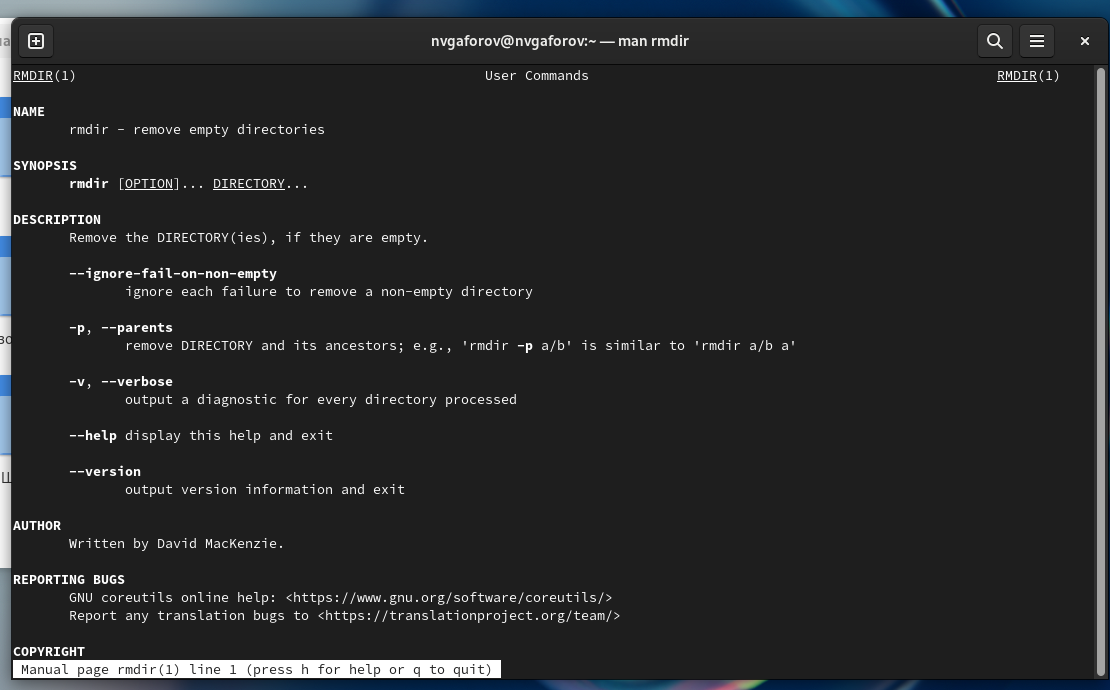 nvgaforov@nvgaforov:~ — man rmdir
RMDIR(1) User Commands RMDIR(1)
NAME
rmdir - remove empty directories
SYNOPSIS
rmdir [OPTION]... DIRECTORY...
DESCRIPTION
Remove the DIRECTORY(ies), if they are empty.
--ignore-fail-on-non-empty
ignore each failure to remove a non-empty directory
-p, --parents
remove DIRECTORY and its ancestors; e.g., 'rmdir -p a/b' is similar to 'rmdir a/b a'
-v, --verbose
output a diagnostic for every directory processed
--help display this help and exit
--version
output version information and exit
AUTHOR
Written by David MacKenzie.
REPORTING BUGS
GNU coreutils online help: <https://www.gnu.org/software/coreutils/>
Report any translation bugs to <https://translationproject.org/team/>
COPYRIGHT
Manual page rmdir(1) line 1 (press h for help or q to quit)